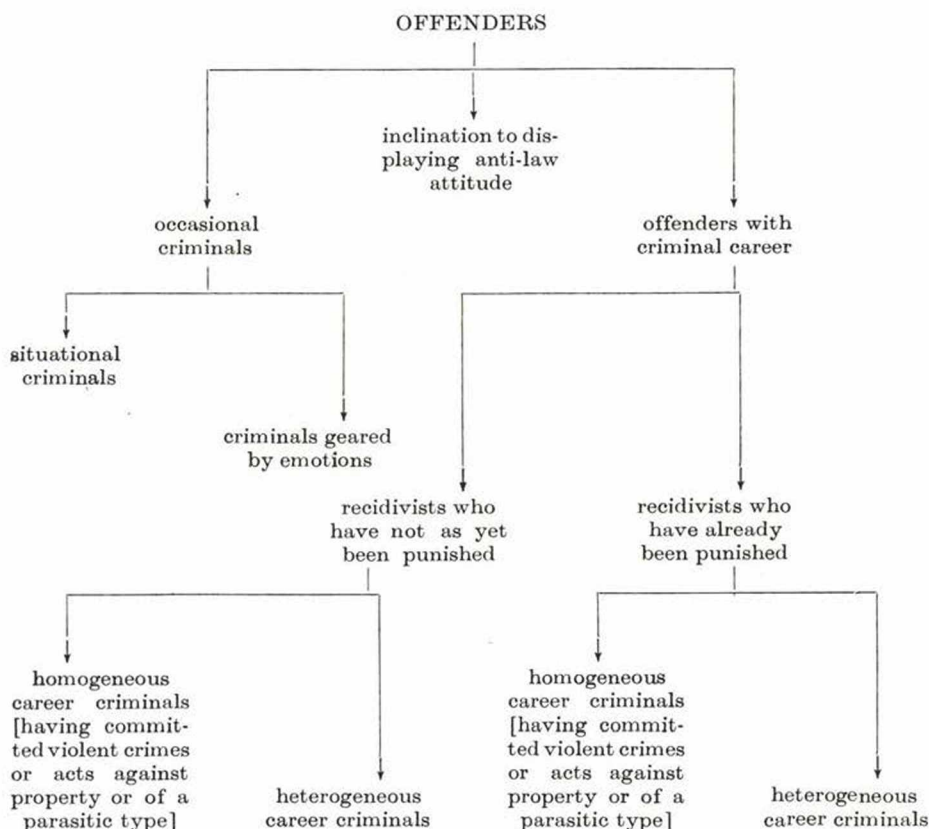 OFFENDERS
inclination to dis-
playing anti-law
attitude
occasional
criminals
offenders with
criminal career
situational
criminals
criminals geared
by emotions
recidivists who
have not as yet
been punished
recidivists who
have already
been punished
homogeneous
career criminals
[having commit-
ted violent crimes
or acts against
property or of a
parasitic type]
heterogeneous
career criminals
homogeneous
career criminals
[having commit-
ted violent crimes
or acts against
property or of a
parasitic type]
heterogeneous
career criminals